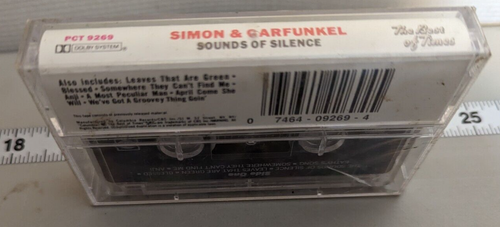 PCT 9269
SIMON & GARFUNKEL
The Best
of Times
DOLBY SYSTEM
SOUNDS OF SILENCE
Also includes: Leaves That Are Green •
Blessed • Somewhere They Can't Find Me •
Anji • A Most Peculiar Man • April Come She
Will • We've Got A Groovey Thing Goin'
0 7464-09269-4
18
25
Side One